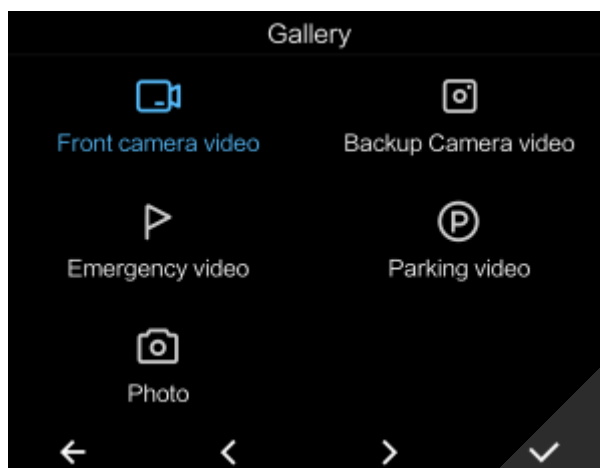 Gallery
Front camera video
Backup Camera video
Emergency video
P
Parking video
Photo